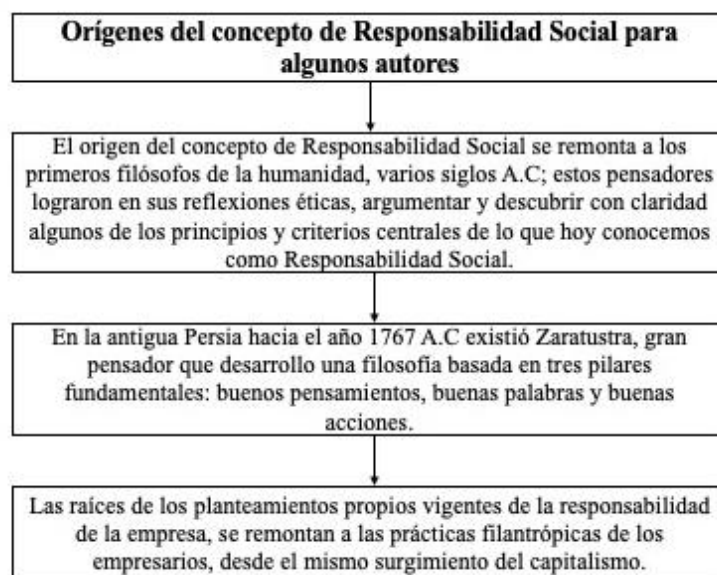 Orígenes del concepto de Responsabilidad Social para
algunos autores
El origen del concepto de Responsabilidad Social se remonta a los
primeros filósofos de la humanidad, varios siglos A.C; estos pensadores
lograron en sus reflexiones éticas, argumentar y descubrir con claridad
algunos de los principios y criterios centrales de lo que hoy conocemos
como Responsabilidad Social.
En la antigua Persia hacia el año 1767 A.C existió Zaratustra, gran
pensador que desarrollo una filosofía basada en tres pilares
fundamentales: buenos pensamientos, buenas palabras y buenas
acciones.
Las raíces de los planteamientos propios vigentes de la responsabilidad
de la empresa, se remontan a las prácticas filantrópicas de los
empresarios, desde el mismo surgimiento del capitalismo.